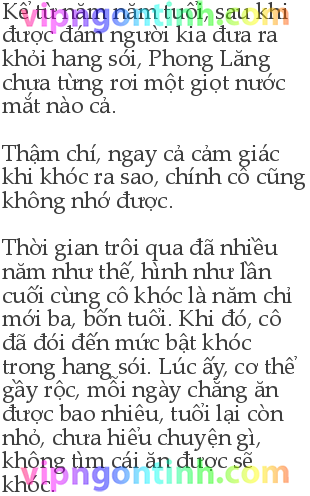 Kể từ năm năm tuổi, sau khi
được đám người kia đưa ra
khỏi hang sói, Phong Lăng
chưa từng rơi một giọt nước
mắt nào cả.
Thậm chí, ngay cả cảm giác
khi khóc ra sao, chính cô cũng
không nhớ được.
Thời gian trôi qua đã nhiều
năm như thế, hình như lần
cuối cùng cô khóc là năm chỉ
mới ba, bốn tuổi. Khi đó, cô
đã đói đến mức bật khóc
trong hang sói. Lúc ấy, cơ thể
gầy rộc, mỗi ngày chẳng ăn
được bao nhiêu, tuổi lại còn
nhỏ, chưa hiểu chuyện gì,
không tìm cái ăn được sẽ
khóc.
vipngontinh.com
vipngontinh.com